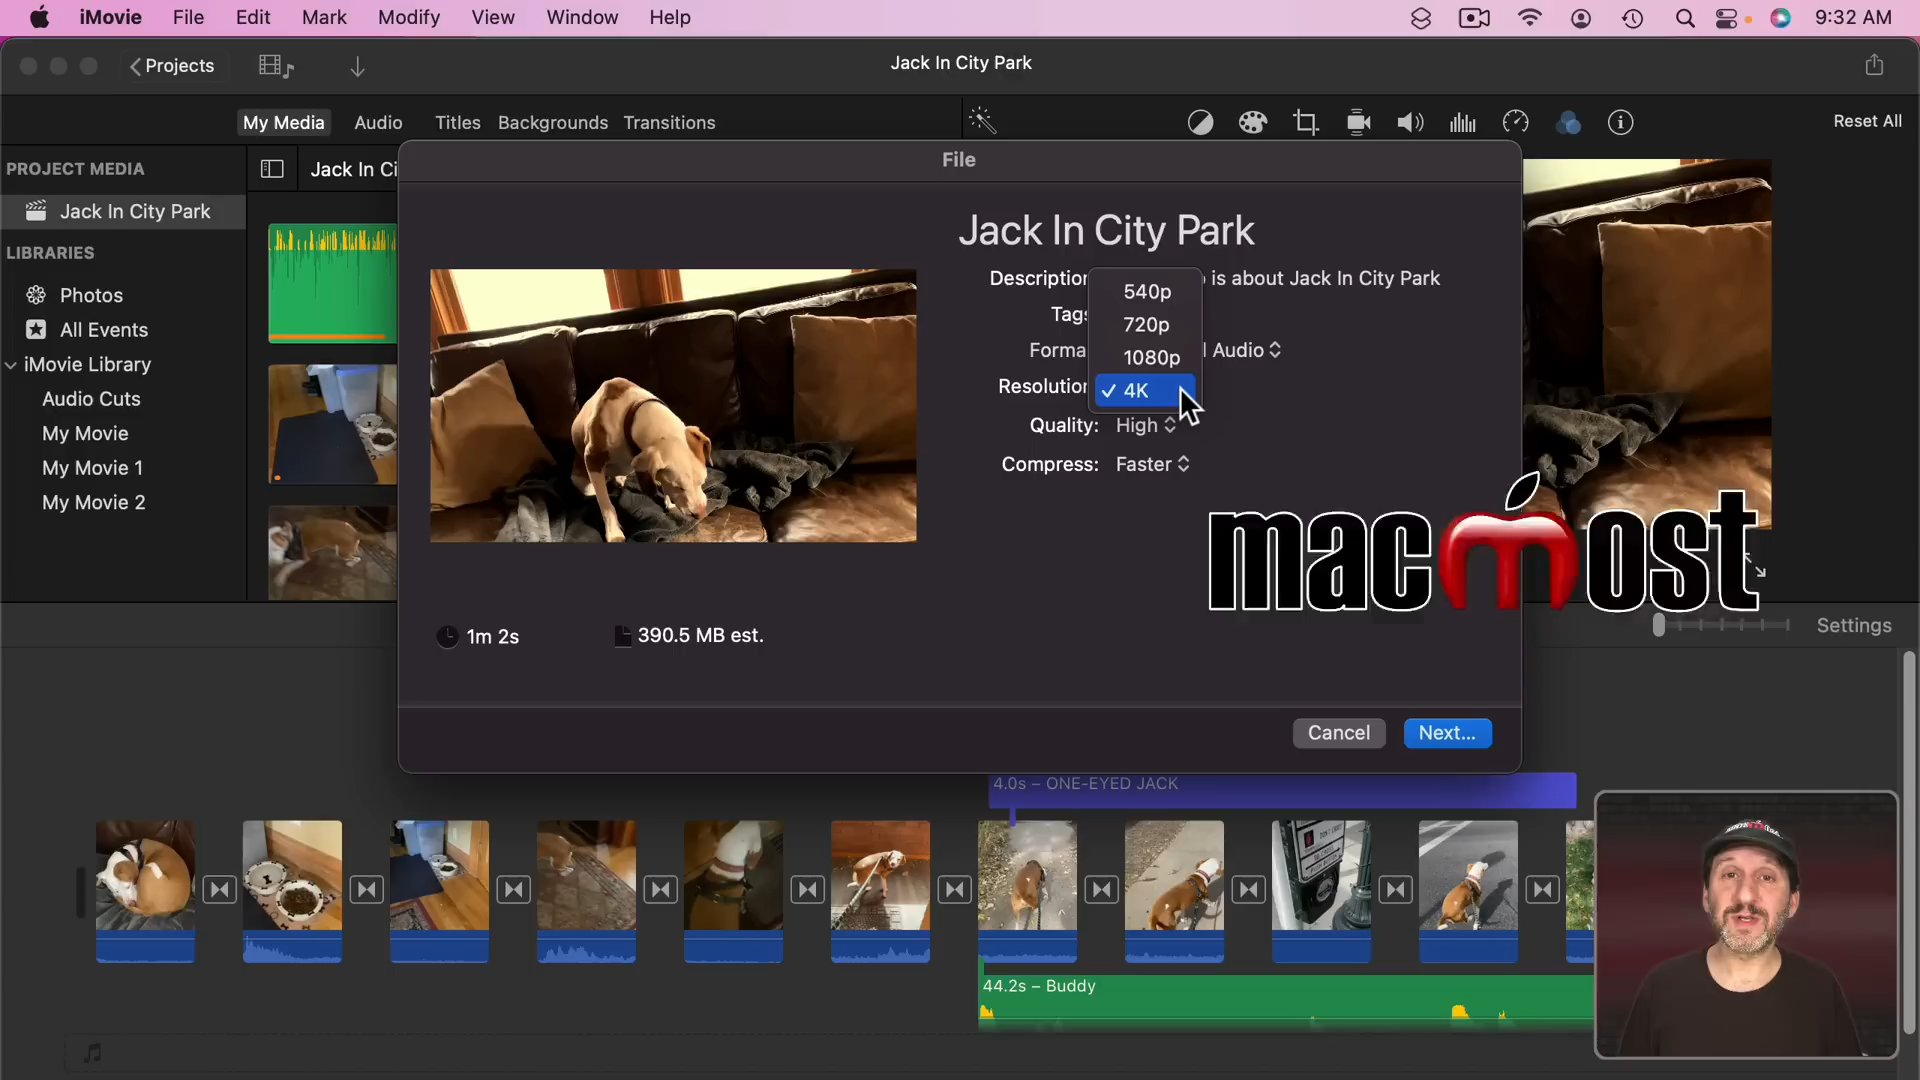 iMovie File Edit Mark Modify View Window Help 9:32 AM
Projects Jack In City Park
My Media Audio Titles Backgrounds Transitions Reset All
PROJECT MEDIA
Jack In City Park
LIBRARIES
Photos
All Events
iMovie Library
Audio Cuts
My Movie
My Movie 1
My Movie 2
Jack In Ci
File
Jack In City Park
Description is about Jack In City Park
Tags
Forma l Audio
Resolution
540p
720p
1080p
✓ 4K
Quality: High
Compress: Faster
macmost
1m 2s 390.5 MB est.
Cancel Next...
Settings
4.0s – ONE-EYED JACK
44.2s – Buddy